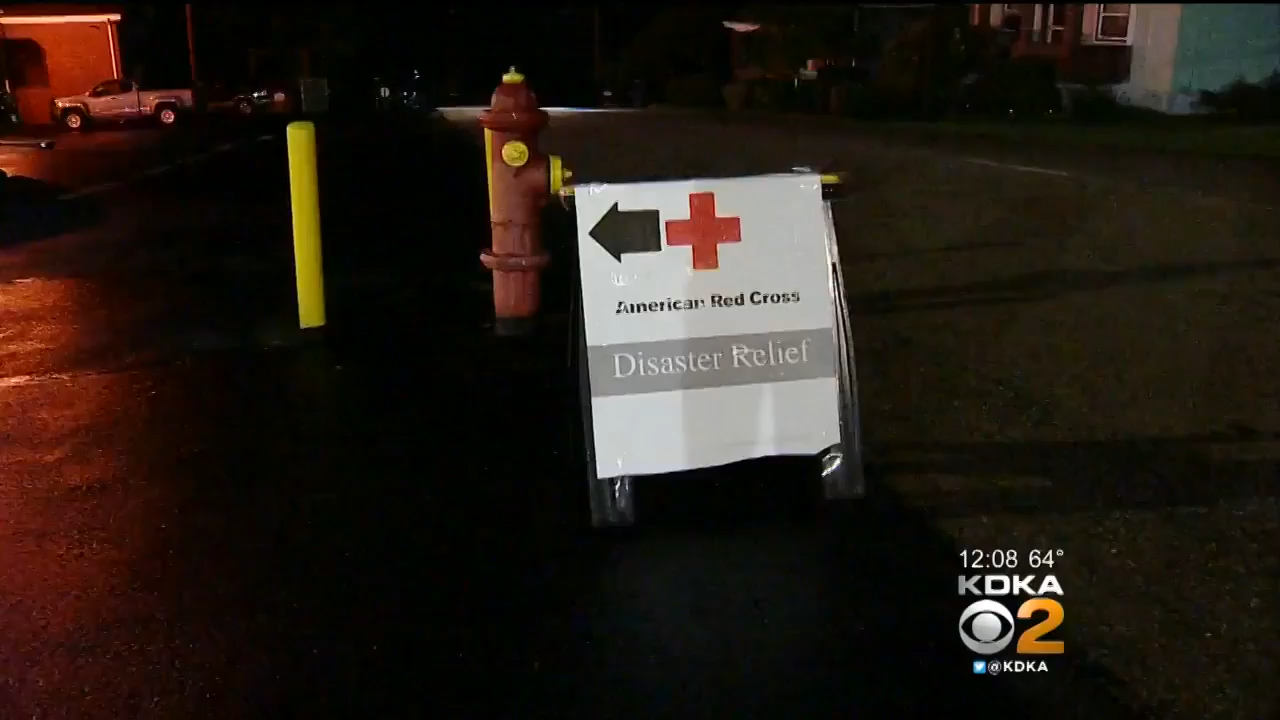 American Red Cross
Disaster Relief
12:08 64°
KDKA
2
@KDKA